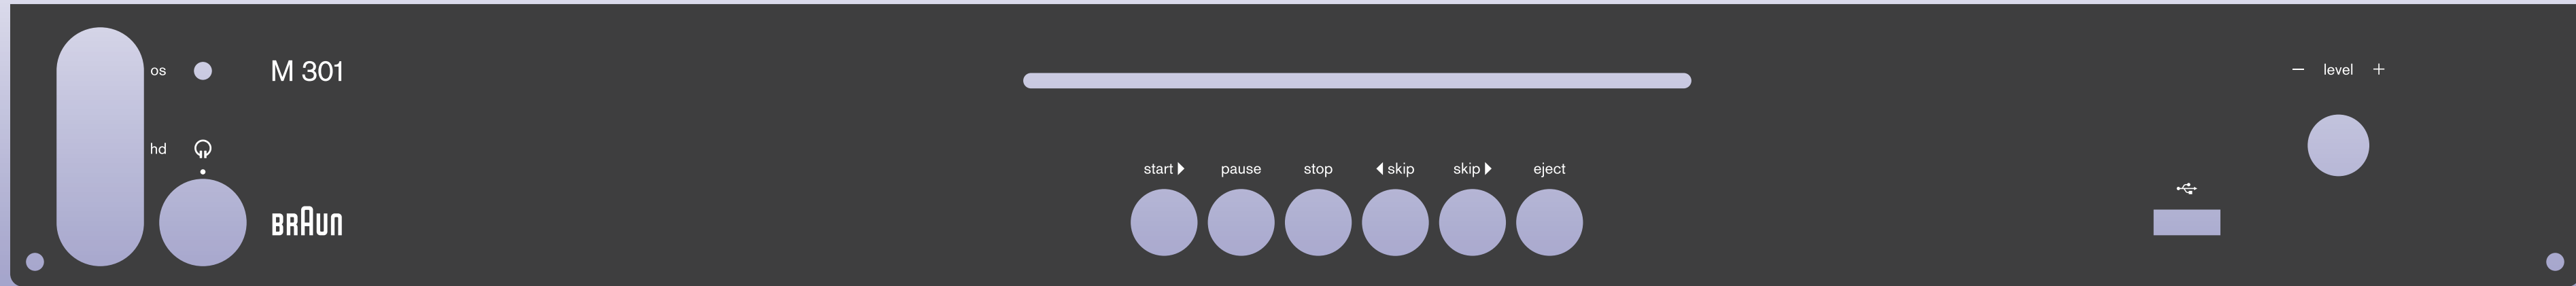 os
M 301
hd
BRAUN
start ▶
pause
stop
◀ skip
skip ▶
eject
− level +